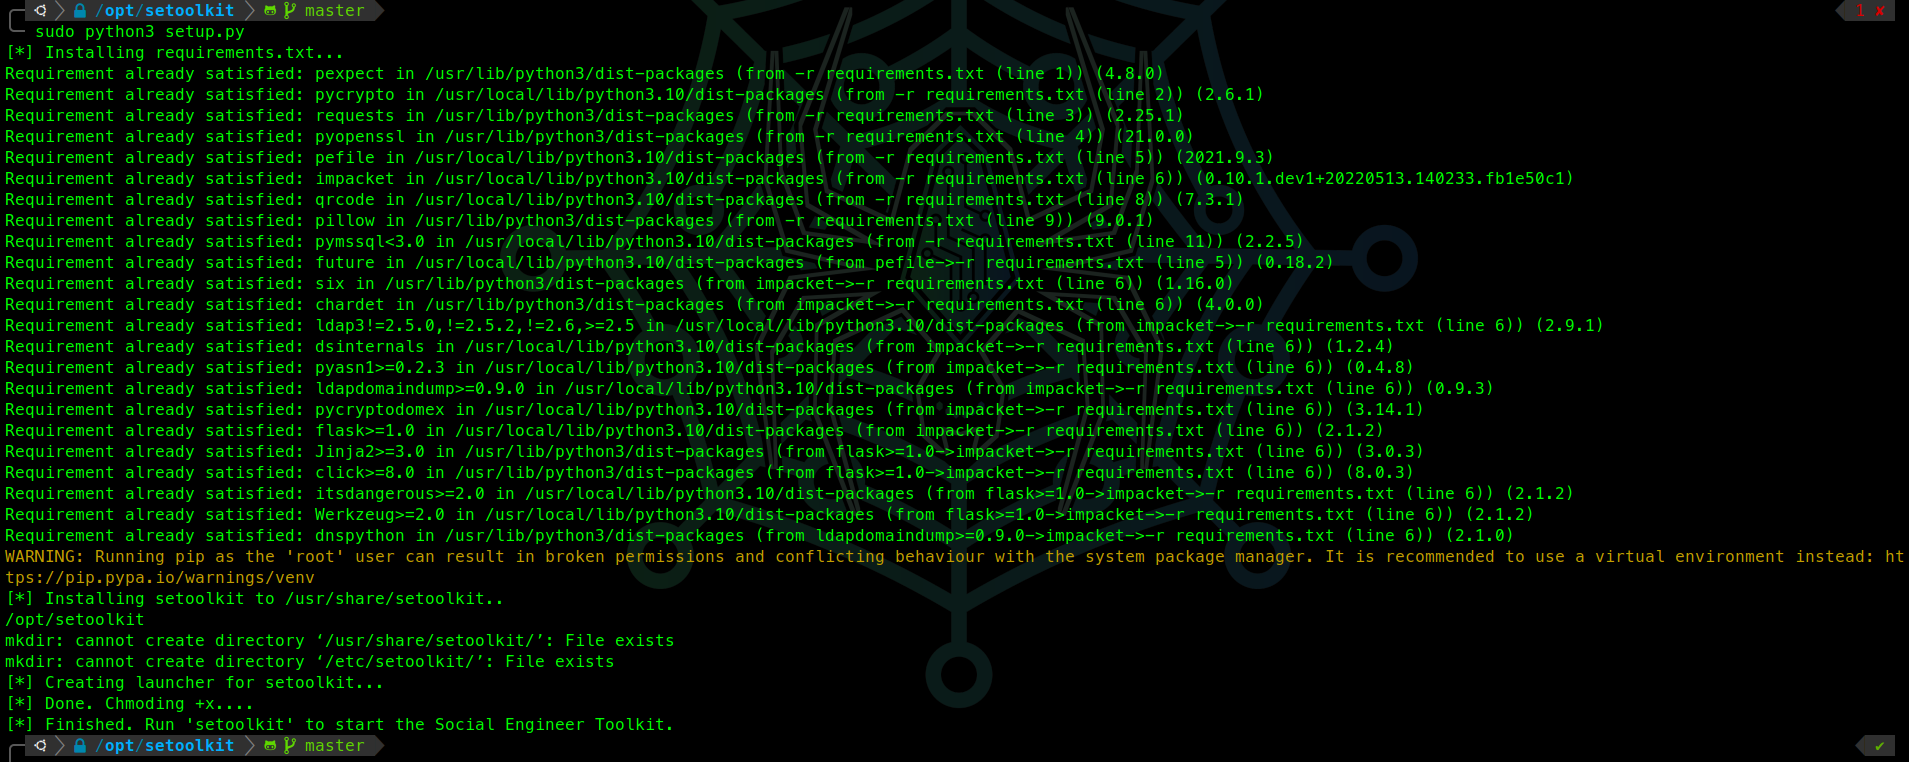 /opt/setoolkit master 1 ✘
sudo python3 setup.py
[*] Installing requirements.txt...
Requirement already satisfied: pexpect in /usr/lib/python3/dist-packages (from -r requirements.txt (line 1)) (4.8.0)
Requirement already satisfied: pycrypto in /usr/local/lib/python3.10/dist-packages (from -r requirements.txt (line 2)) (2.6.1)
Requirement already satisfied: requests in /usr/lib/python3/dist-packages (from -r requirements.txt (line 3)) (2.25.1)
Requirement already satisfied: pyopenssl in /usr/lib/python3/dist-packages (from -r requirements.txt (line 4)) (21.0.0)
Requirement already satisfied: pefile in /usr/local/lib/python3.10/dist-packages (from -r requirements.txt (line 5)) (2021.9.3)
Requirement already satisfied: impacket in /usr/local/lib/python3.10/dist-packages (from -r requirements.txt (line 6)) (0.10.1.dev1+20220513.140233.fb1e50c1)
Requirement already satisfied: qrcode in /usr/local/lib/python3.10/dist-packages (from -r requirements.txt (line 8)) (7.3.1)
Requirement already satisfied: pillow in /usr/lib/python3/dist-packages (from -r requirements.txt (line 9)) (9.0.1)
Requirement already satisfied: pymssql<3.0 in /usr/local/lib/python3.10/dist-packages (from -r requirements.txt (line 11)) (2.2.5)
Requirement already satisfied: future in /usr/local/lib/python3.10/dist-packages (from pefile->-r requirements.txt (line 5)) (0.18.2)
Requirement already satisfied: six in /usr/lib/python3/dist-packages (from impacket->-r requirements.txt (line 6)) (1.16.0)
Requirement already satisfied: chardet in /usr/lib/python3/dist-packages (from impacket->-r requirements.txt (line 6)) (4.0.0)
Requirement already satisfied: ldap3!=2.5.0,!=2.5.2,!=2.6,>=2.5 in /usr/local/lib/python3.10/dist-packages (from impacket->-r requirements.txt (line 6)) (2.9.1)
Requirement already satisfied: dsinternals in /usr/local/lib/python3.10/dist-packages (from impacket->-r requirements.txt (line 6)) (1.2.4)
Requirement already satisfied: pyasn1>=0.2.3 in /usr/local/lib/python3.10/dist-packages (from impacket->-r requirements.txt (line 6)) (0.4.8)
Requirement already satisfied: ldapdomaindump>=0.9.0 in /usr/local/lib/python3.10/dist-packages (from impacket->-r requirements.txt (line 6)) (0.9.3)
Requirement already satisfied: pycryptodomex in /usr/local/lib/python3.10/dist-packages (from impacket->-r requirements.txt (line 6)) (3.14.1)
Requirement already satisfied: flask>=1.0 in /usr/local/lib/python3.10/dist-packages (from impacket->-r requirements.txt (line 6)) (2.1.2)
Requirement already satisfied: Jinja2>=3.0 in /usr/lib/python3/dist-packages (from flask>=1.0->impacket->-r requirements.txt (line 6)) (3.0.3)
Requirement already satisfied: click>=8.0 in /usr/lib/python3/dist-packages (from flask>=1.0->impacket->-r requirements.txt (line 6)) (8.0.3)
Requirement already satisfied: itsdangerous>=2.0 in /usr/local/lib/python3.10/dist-packages (from flask>=1.0->impacket->-r requirements.txt (line 6)) (2.1.2)
Requirement already satisfied: Werkzeug>=2.0 in /usr/local/lib/python3.10/dist-packages (from flask>=1.0->impacket->-r requirements.txt (line 6)) (2.1.2)
Requirement already satisfied: dnspython in /usr/lib/python3/dist-packages (from ldapdomaindump>=0.9.0->impacket->-r requirements.txt (line 6)) (2.1.0)
WARNING: Running pip as the 'root' user can result in broken permissions and conflicting behaviour with the system package manager. It is recommended to use a virtual environment instead: ht
tps://pip.pypa.io/warnings/venv
[*] Installing setoolkit to /usr/share/setoolkit..
/opt/setoolkit
mkdir: cannot create directory ‘/usr/share/setoolkit/’: File exists
mkdir: cannot create directory ‘/etc/setoolkit/’: File exists
[*] Creating launcher for setoolkit...
[*] Done. Chmoding +x....
[*] Finished. Run 'setoolkit' to start the Social Engineer Toolkit.
/opt/setoolkit master ✔